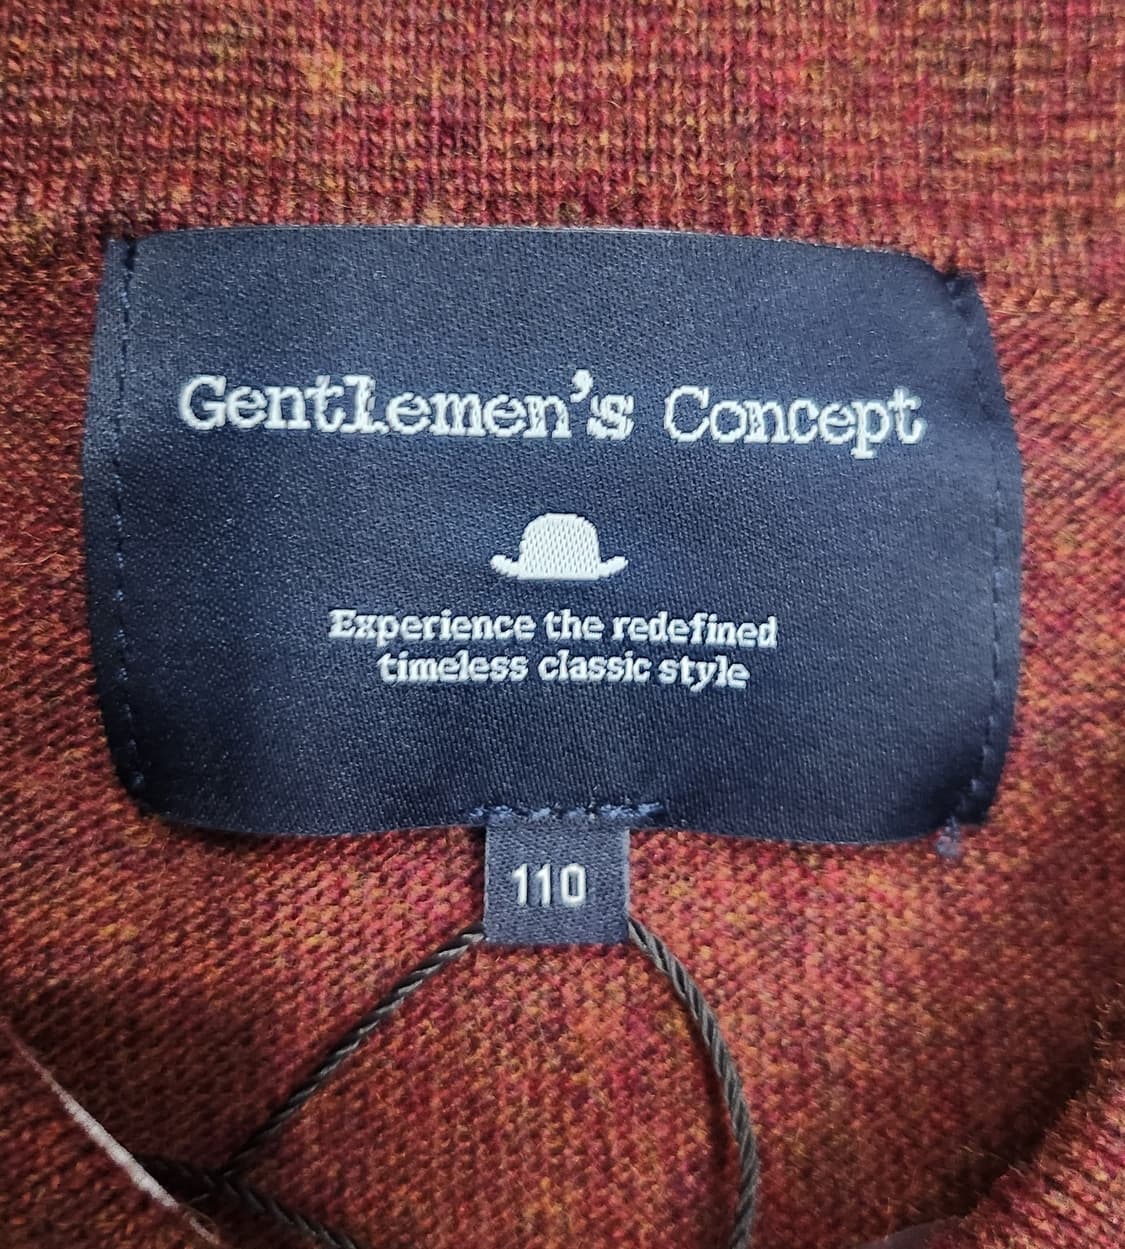 Gentlemen's Concept
Experience the redefined
timeless classic style
110